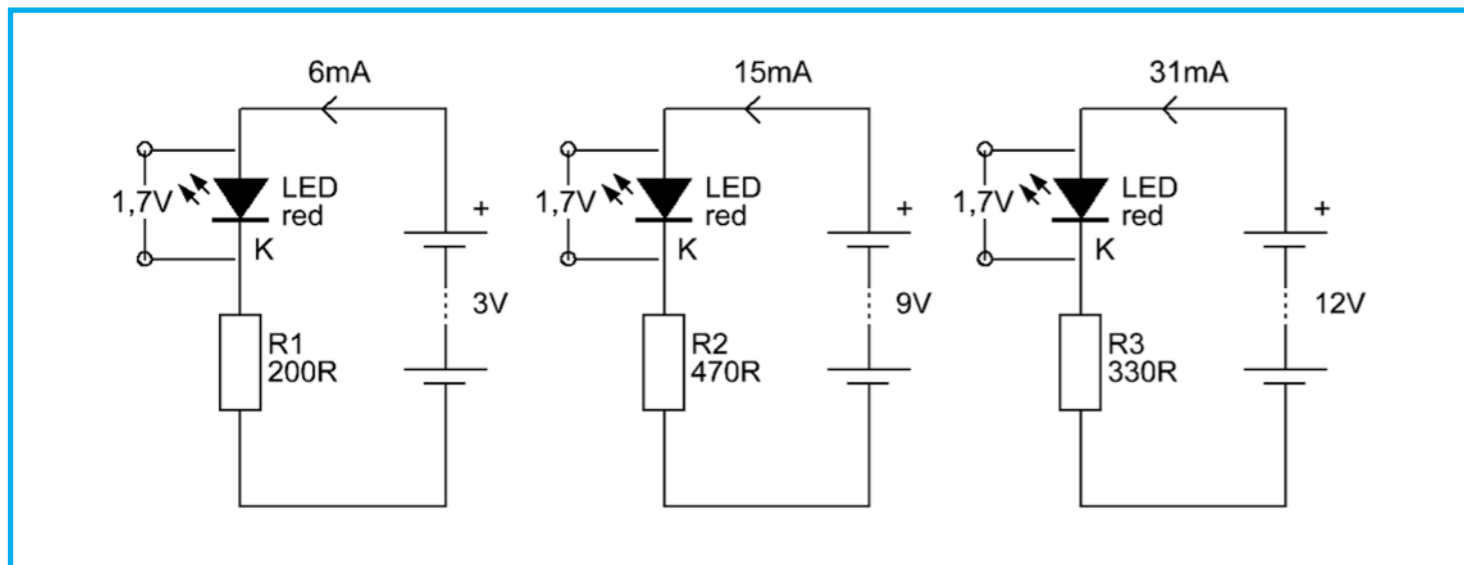 6mA
1,7V
LED
red
K
+
3V
R1
200R
15mA
1,7V
LED
red
K
+
9V
R2
470R
31mA
1,7V
LED
red
K
+
12V
R3
330R